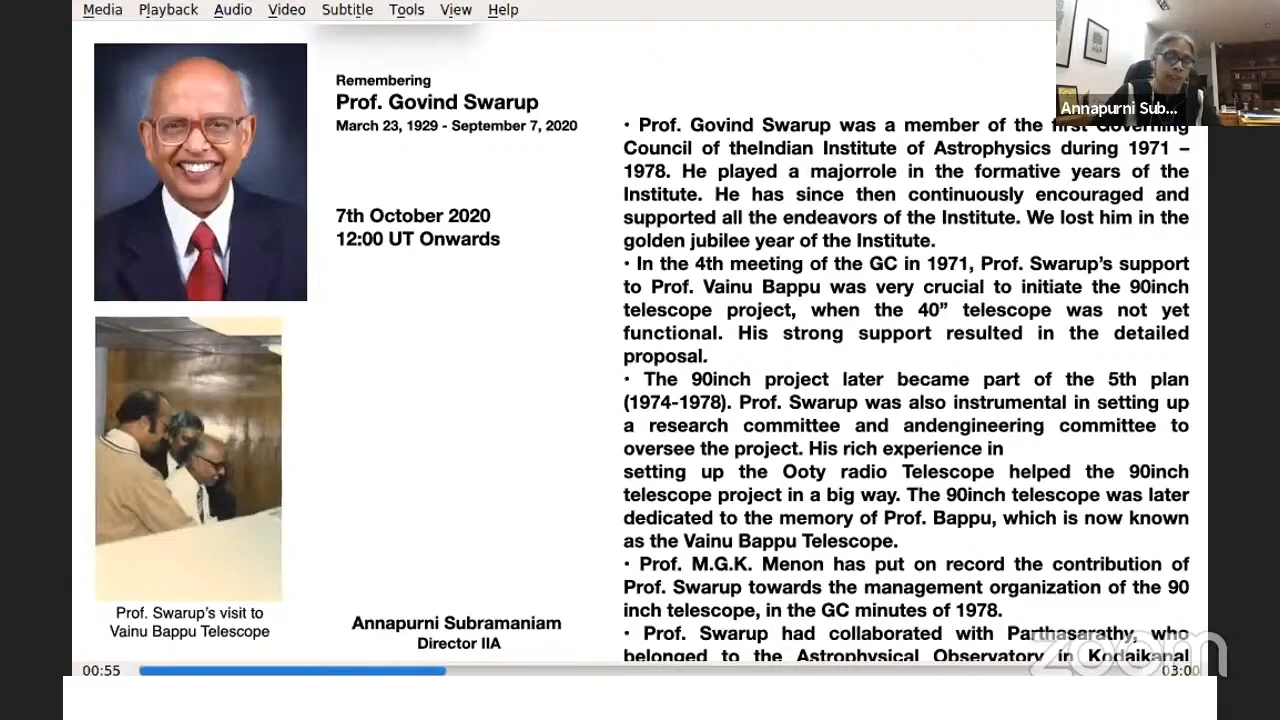 Media Playback Audio Video Subtitle Tools View Help
Annapurni Sub...
Remembering
Prof. Govind Swarup
March 23, 1929 - September 7, 2020
7th October 2020
12:00 UT Onwards
Prof. Swarup's visit to
Vainu Bappu Telescope
Annapurni Subramaniam
Director IIA
• Prof. Govind Swarup was a member of the first Governing
Council of theIndian Institute of Astrophysics during 1971 –
1978. He played a majorrole in the formative years of the
Institute. He has since then continuously encouraged and
supported all the endeavors of the Institute. We lost him in the
golden jubilee year of the Institute.
• In the 4th meeting of the GC in 1971, Prof. Swarup's support
to Prof. Vainu Bappu was very crucial to initiate the 90inch
telescope project, when the 40” telescope was not yet
functional. His strong support resulted in the detailed
proposal.
• The 90inch project later became part of the 5th plan
(1974-1978). Prof. Swarup was also instrumental in setting up
a research committee and andengineering committee to
oversee the project. His rich experience in
setting up the Ooty radio Telescope helped the 90inch
telescope project in a big way. The 90inch telescope was later
dedicated to the memory of Prof. Bappu, which is now known
as the Vainu Bappu Telescope.
• Prof. M.G.K. Menon has put on record the contribution of
Prof. Swarup towards the management organization of the 90
inch telescope, in the GC minutes of 1978.
• Prof. Swarup had collaborated with Parthasarathy, who
belonged to the Astrophysical Observatory in Kodaikanal
zoom
00:55
03:00